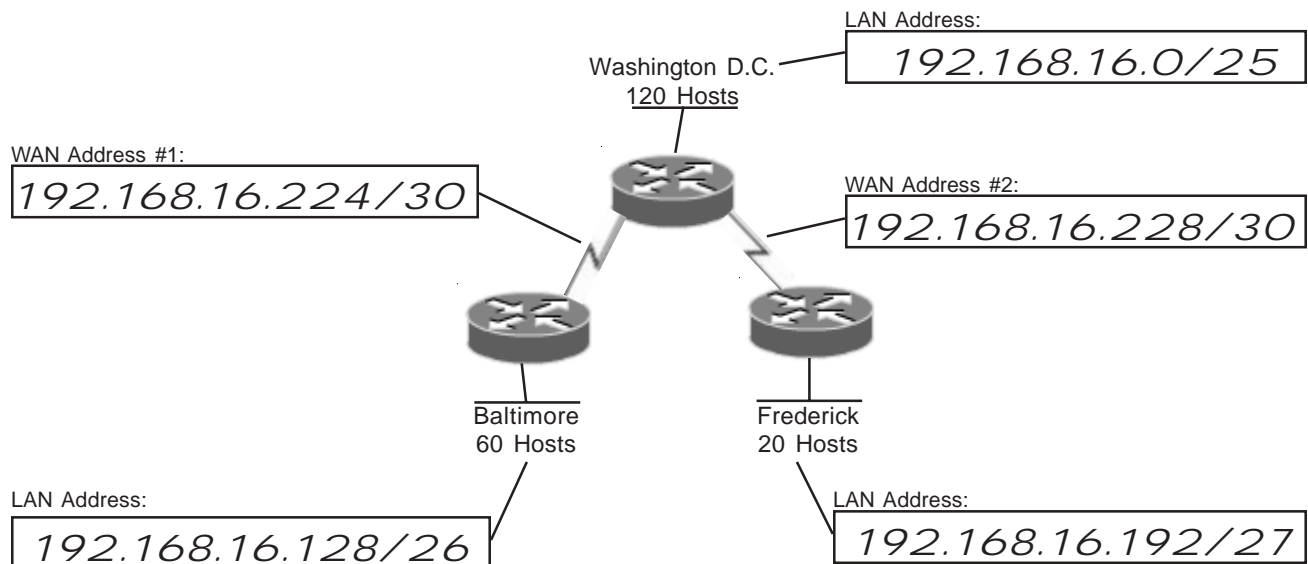 LAN Address:
192.168.16.0/25
Washington D.C.
120 Hosts
WAN Address #1:
192.168.16.224/30
WAN Address #2:
192.168.16.228/30
Baltimore
60 Hosts
Frederick
20 Hosts
LAN Address:
192.168.16.128/26
LAN Address:
192.168.16.192/27